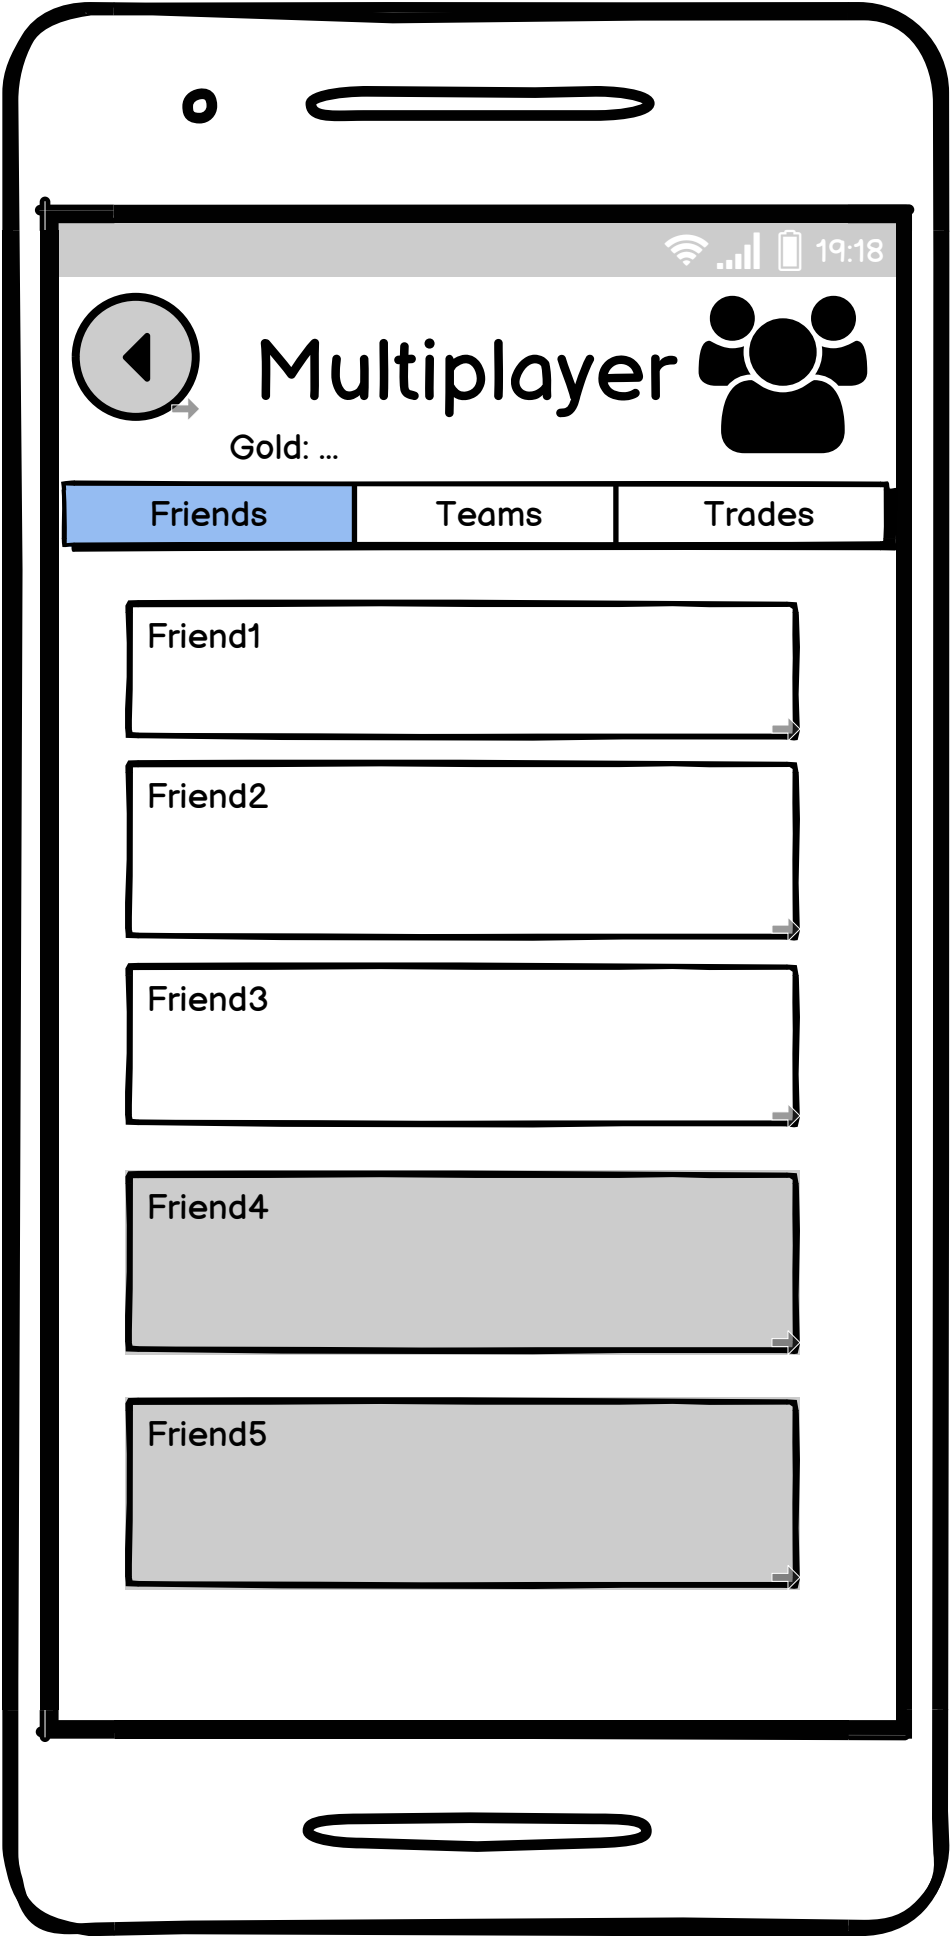 19:18
Multiplayer
Gold: ...
Friends Teams Trades
Friend1
Friend2
Friend3
Friend4
Friend5